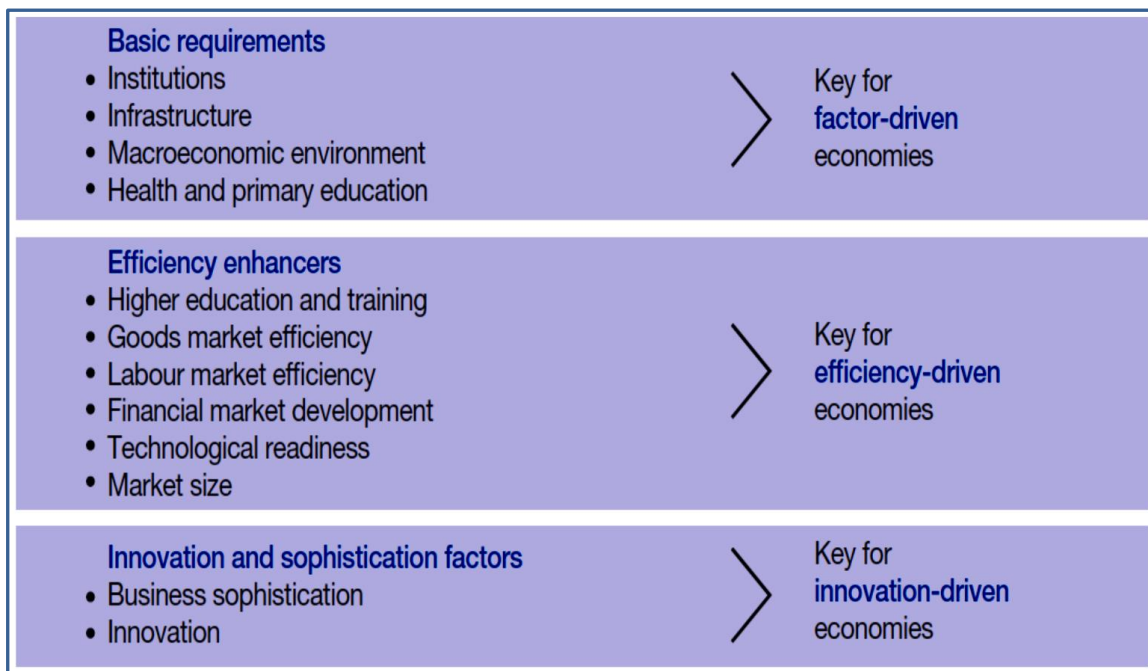 Basic requirements
• Institutions
• Infrastructure
• Macroeconomic environment
• Health and primary education
Key for
factor-driven
economies
Efficiency enhancers
• Higher education and training
• Goods market efficiency
• Labour market efficiency
• Financial market development
• Technological readiness
• Market size
Key for
efficiency-driven
economies
Innovation and sophistication factors
• Business sophistication
• Innovation
Key for
innovation-driven
economies